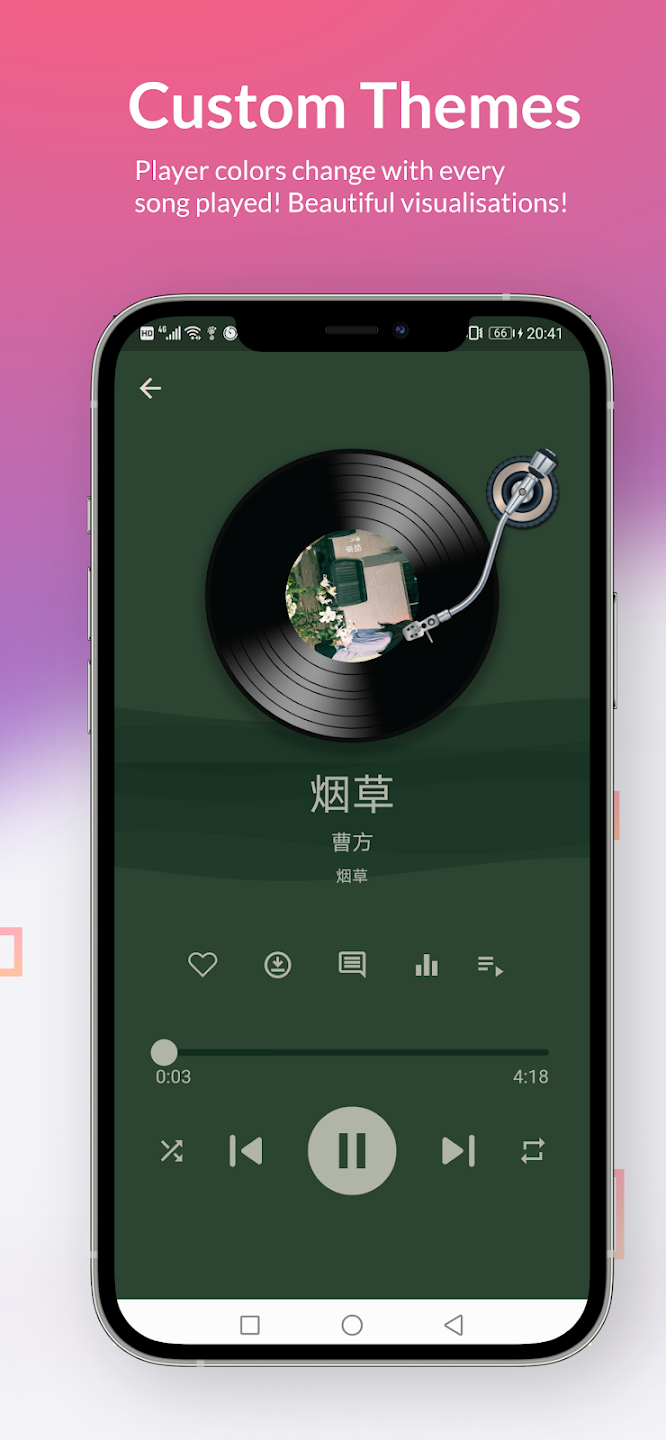 Custom Themes
Player colors change with every
song played! Beautiful visualisations!
HD 4G 66 20:41
烟草
曹方
烟草
0:03 4:18